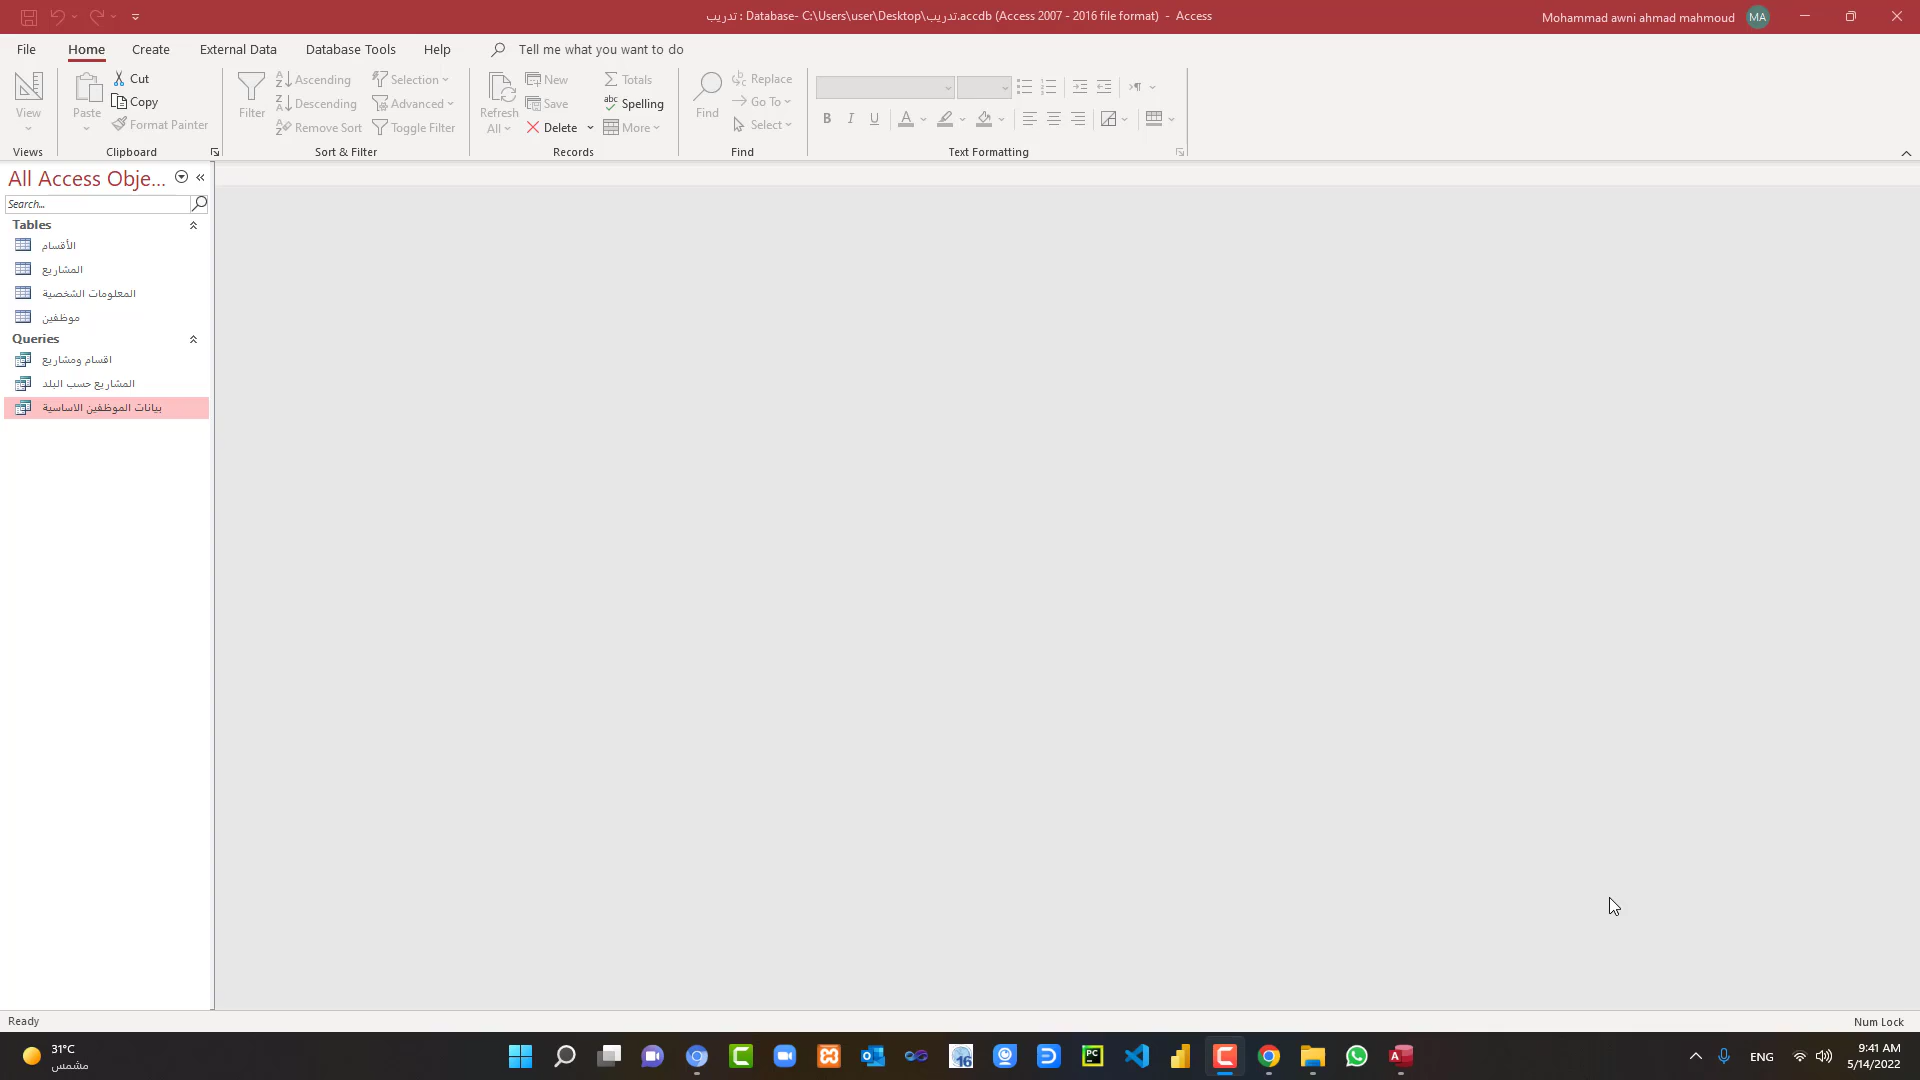 تدريب : Database- C:\Users\user\Desktop\تدريب.accdb (Access 2007 - 2016 file format) - Access
Mohammad awni ahmad mahmoud MA
File Home Create External Data Database Tools Help Tell me what you want to do
View
Views
Paste
Cut
Copy
Format Painter
Clipboard
Filter
Ascending
Descending
Remove Sort
Selection
Advanced
Toggle Filter
Sort & Filter
Refresh
All
New
Save
Delete
Totals
Spelling
More
Records
Find
Replace
Go To
Select
Find
B I U
Text Formatting
All Access Obje...
Search...
Tables
الأقسام
المشاريع
المعلومات الشخصية
موظفين
Queries
اقسام ومشاريع
المشاريع حسب البلد
بيانات الموظفين الاساسية
Ready
Num Lock
31°C
مشمس
ENG
9:41 AM
5/14/2022